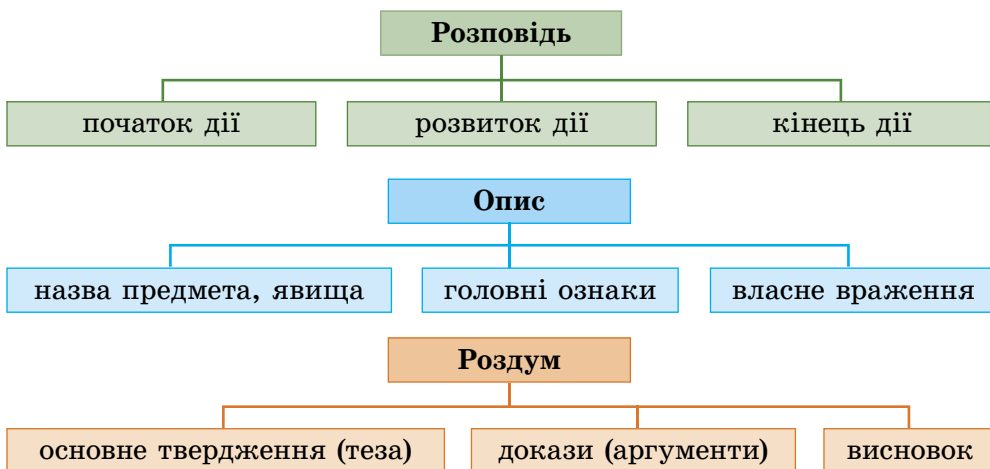 Розповідь
початок дії розвиток дії кінець дії
Опис
назва предмета, явища головні ознаки власне враження
Роздум
основне твердження (теза) докази (аргументи) висновок